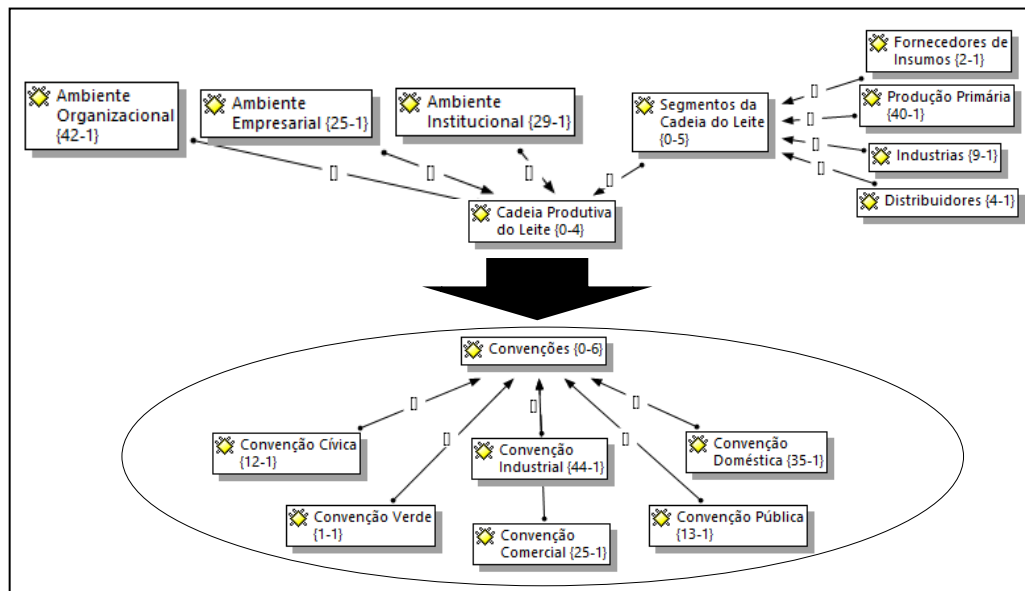 Fornecedores de
Insumos {2-1}
Ambiente
Organizacional
{42-1}
Ambiente
Empresarial {25-1}
Ambiente
Institucional {29-1}
Segmentos da
Cadeia do Leite
{0-5}
Produção Primária
{40-1}
Industrias {9-1}
Distribuidores {4-1}
Cadeia Produtiva
do Leite {0-4}
Convenções {0-6}
Convenção Cívica
{12-1}
Convenção
Industrial {44-1}
Convenção
Doméstica {35-1}
Convenção Verde
{1-1}
Convenção
Comercial {25-1}
Convenção Pública
{13-1}